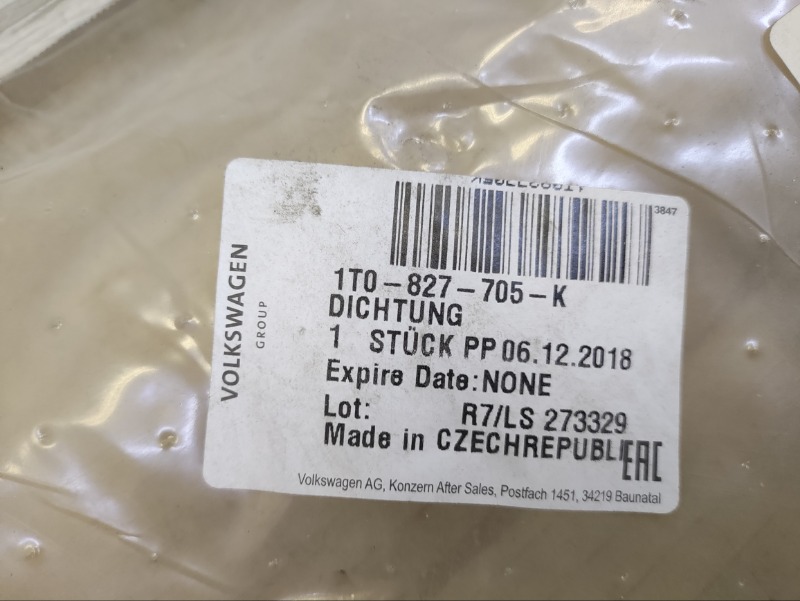 VOLKSWAGEN
GROUP
3847
1T0-827-705-K
DICHTUNG
1 STÜCK PP 06.12.2018
Expire Date:NONE
Lot: R7/LS 273329
Made in CZECHREPUBLI
EAC
Volkswagen AG, Konzern After Sales, Postfach 1451, 34219 Baunatal